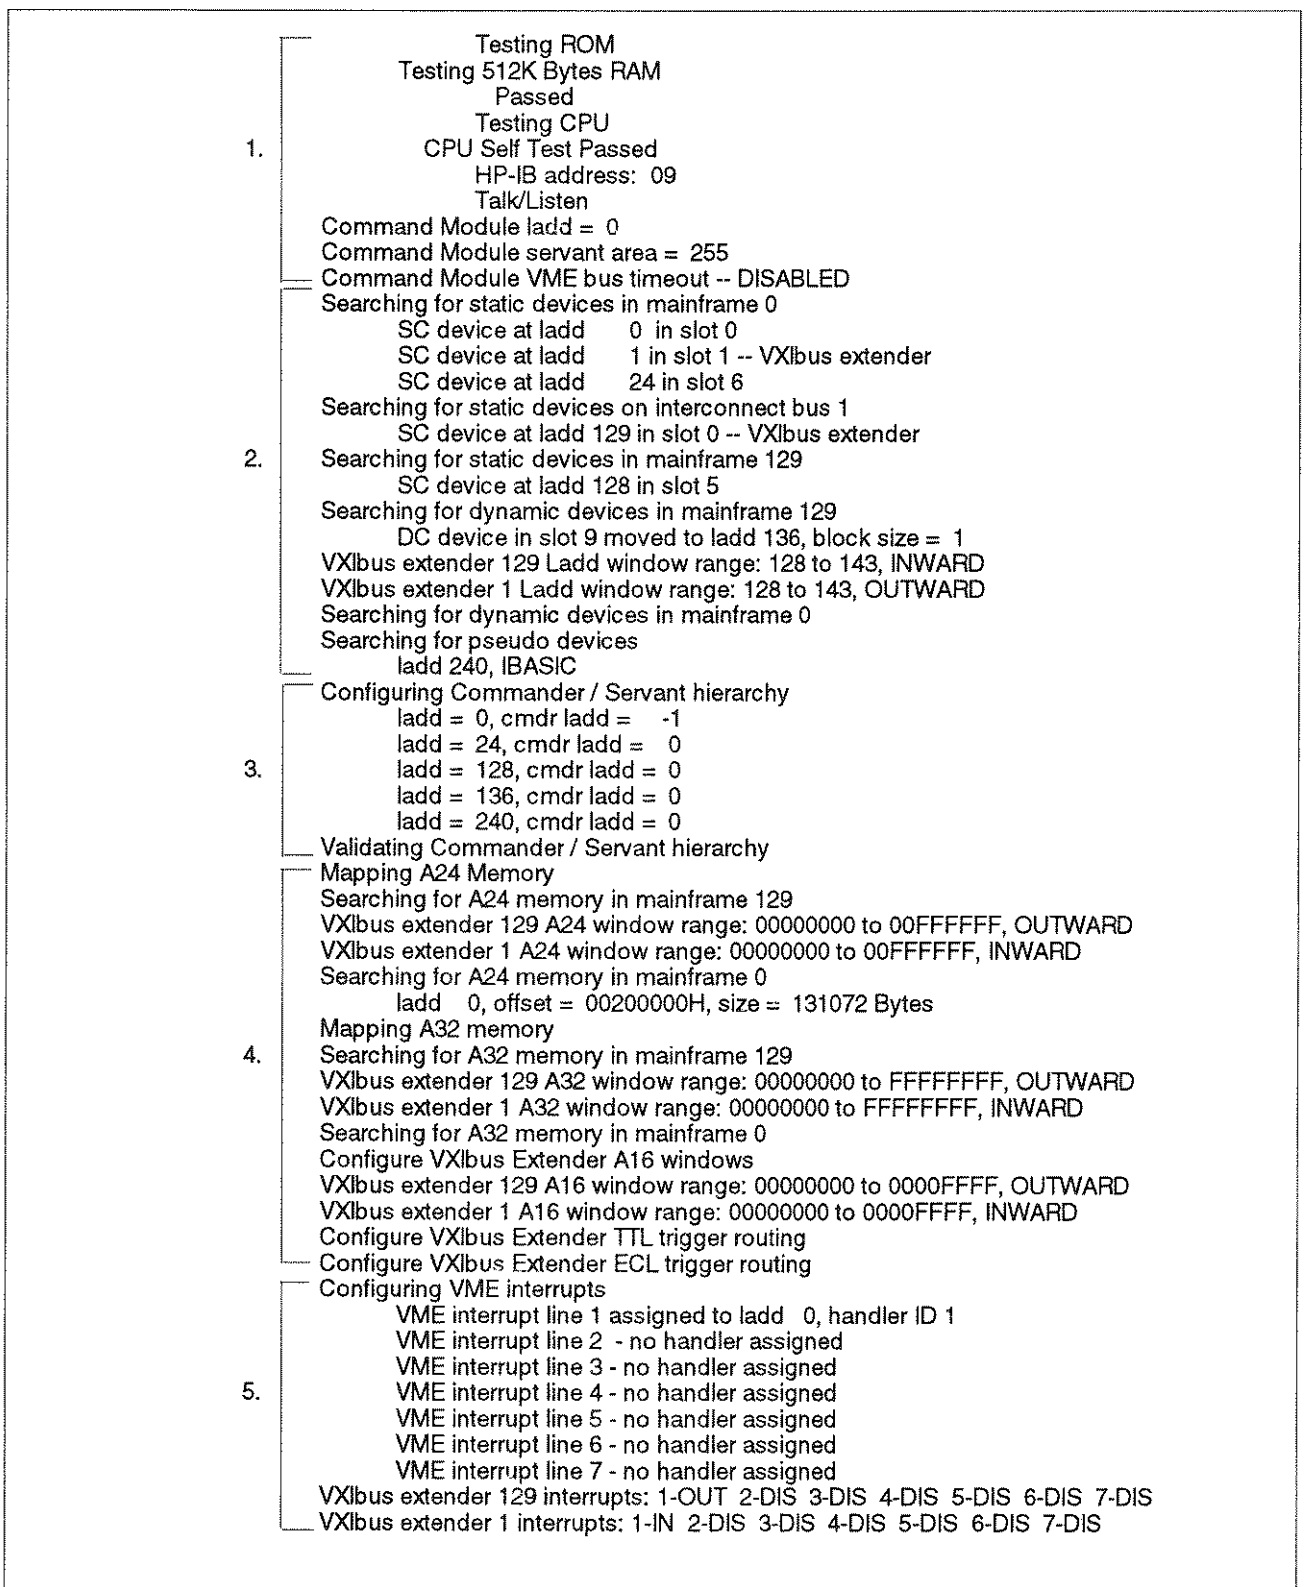 Testing ROM
Testing 512K Bytes RAM
Passed
Testing CPU
1. CPU Self Test Passed
HP-IB address: 09
Talk/Listen
Command Module ladd = 0
Command Module servant area = 255
Command Module VME bus timeout -- DISABLED
Searching for static devices in mainframe 0
SC device at ladd 0 in slot 0
SC device at ladd 1 in slot 1 -- VXIbus extender
SC device at ladd 24 in slot 6
Searching for static devices on interconnect bus 1
SC device at ladd 129 in slot 0 -- VXIbus extender
2. Searching for static devices in mainframe 129
SC device at ladd 128 in slot 5
Searching for dynamic devices in mainframe 129
DC device in slot 9 moved to ladd 136, block size = 1
VXIbus extender 129 Ladd window range: 128 to 143, INWARD
VXIbus extender 1 Ladd window range: 128 to 143, OUTWARD
Searching for dynamic devices in mainframe 0
Searching for pseudo devices
ladd 240, IBASIC
Configuring Commander / Servant hierarchy
ladd = 0, cmdr ladd = -1
ladd = 24, cmdr ladd = 0
3. ladd = 128, cmdr ladd = 0
ladd = 136, cmdr ladd = 0
ladd = 240, cmdr ladd = 0
Validating Commander / Servant hierarchy
Mapping A24 Memory
Searching for A24 memory in mainframe 129
VXIbus extender 129 A24 window range: 00000000 to 00FFFFFF, OUTWARD
VXIbus extender 1 A24 window range: 00000000 to 00FFFFFF, INWARD
Searching for A24 memory in mainframe 0
ladd 0, offset = 00200000H, size = 131072 Bytes
Mapping A32 memory
4. Searching for A32 memory in mainframe 129
VXIbus extender 129 A32 window range: 00000000 to FFFFFFFF, OUTWARD
VXIbus extender 1 A32 window range: 00000000 to FFFFFFFF, INWARD
Searching for A32 memory in mainframe 0
Configure VXIbus Extender A16 windows
VXIbus extender 129 A16 window range: 00000000 to 0000FFFF, OUTWARD
VXIbus extender 1 A16 window range: 00000000 to 0000FFFF, INWARD
Configure VXIbus Extender TTL trigger routing
Configure VXIbus Extender ECL trigger routing
Configuring VME interrupts
VME interrupt line 1 assigned to ladd 0, handler ID 1
VME interrupt line 2 - no handler assigned
VME interrupt line 3 - no handler assigned
5. VME interrupt line 4 - no handler assigned
VME interrupt line 5 - no handler assigned
VME interrupt line 6 - no handler assigned
VME interrupt line 7 - no handler assigned
VXIbus extender 129 interrupts: 1-OUT 2-DIS 3-DIS 4-DIS 5-DIS 6-DIS 7-DIS
VXIbus extender 1 interrupts: 1-IN 2-DIS 3-DIS 4-DIS 5-DIS 6-DIS 7-DIS